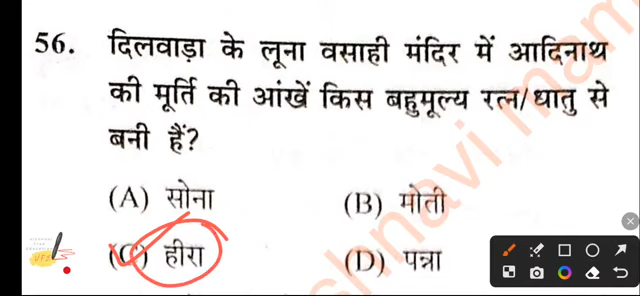 56. दिलवाड़ा के लूना वसाही मंदिर में आदिनाथ
की मूर्ति की आंखें किस बहुमूल्य रत्न/धातु से
बनी हैं?
(A) सोना
(B) मोती
(C) हीरा
(D) पन्ना